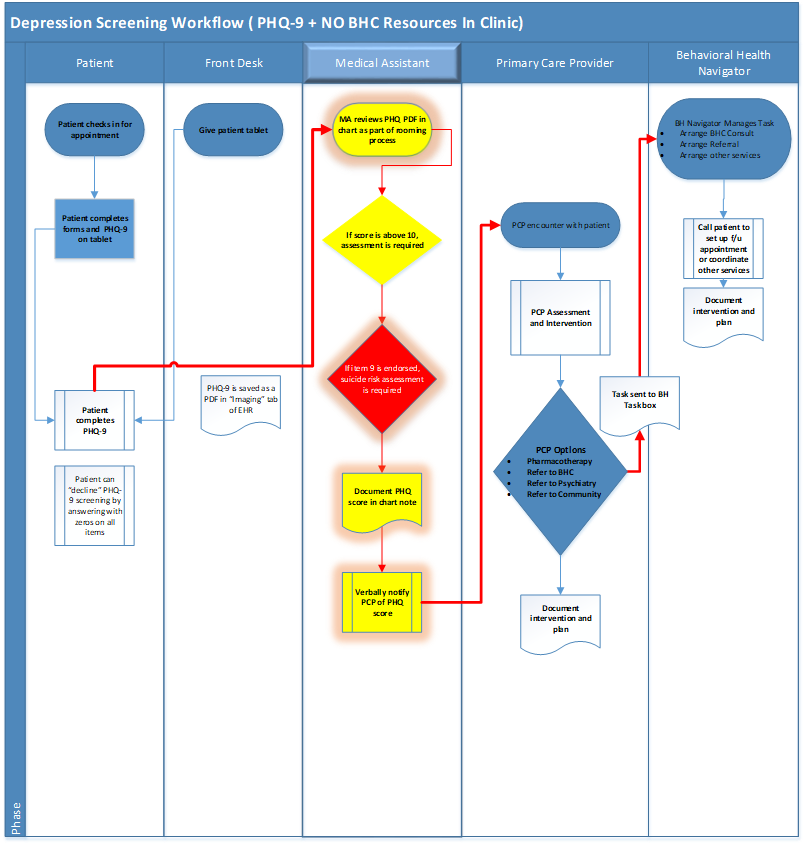 Depression Screening Workflow ( PHQ-9 + NO BHC Resources In Clinic)
Patient
Front Desk
Medical Assistant
Primary Care Provider
Behavioral Health
Navigator
Patient checks in for
appointment
Patient completes
forms and PHQ-9
on tablet
Patient
completes
PHQ-9
Patient can
"decline" PHQ-
9 screening by
answering with
zeros on all
items
Give patient tablet
PHQ-9 is saved as a
PDF in "Imaging" tab
of EHR
MA reviews PHQ PDF in
chart as part of rooming
process
If score is above 10,
assessment is required
If item 9 is endorsed,
suicide risk assessment
is required
Document PHQ
score in chart note
Verbally notify
PCP of PHQ
score
PCP encounter with patient
PCP Assessment
and Intervention
PCP Options
• Pharmacotherapy
• Refer to BHC
• Refer to Psychiatry
• Refer to Community
Document
intervention and
plan
Task sent to BH
Taskbox
BH Navigator Manages Task
• Arrange BHC Consult
• Arrange Referral
• Arrange other services
Call patient to
set up f/u
appointment
or coordinate
other services
Document
intervention and
plan
Phase